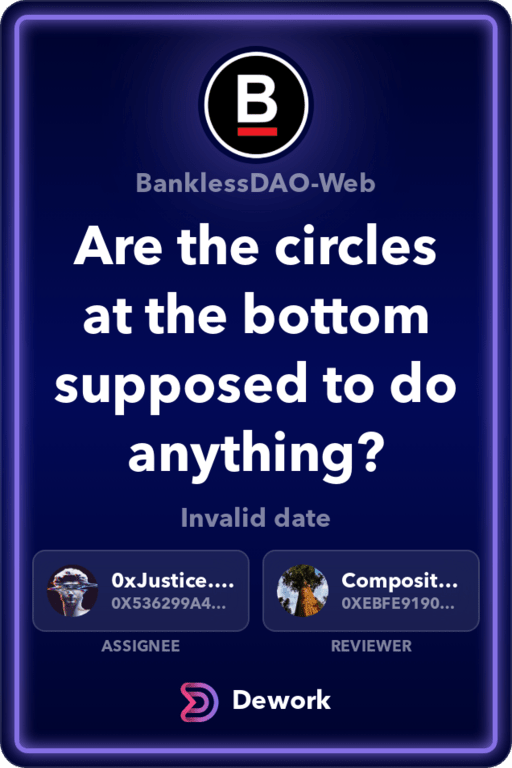 B
BanklessDAO-Web
Are the circles
at the bottom
supposed to do
anything?
Invalid date
0xJustice.... Composit...
0X536299A4... 0XEBFE9190...
ASSIGNEE REVIEWER
Dework